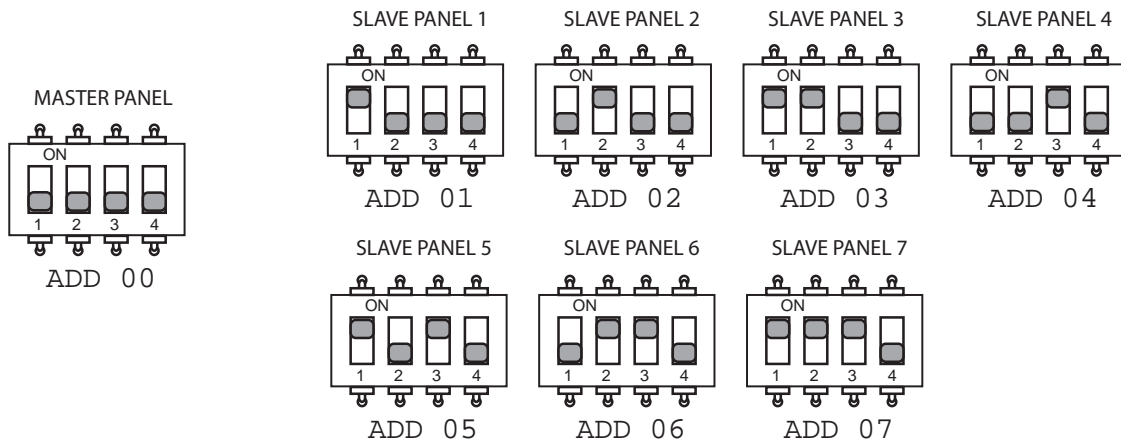 MASTER PANEL
ON
1 2 3 4
ADD 00
SLAVE PANEL 1
ON
1 2 3 4
ADD 01
SLAVE PANEL 2
ON
1 2 3 4
ADD 02
SLAVE PANEL 3
ON
1 2 3 4
ADD 03
SLAVE PANEL 4
ON
1 2 3 4
ADD 04
SLAVE PANEL 5
ON
1 2 3 4
ADD 05
SLAVE PANEL 6
ON
1 2 3 4
ADD 06
SLAVE PANEL 7
ON
1 2 3 4
ADD 07